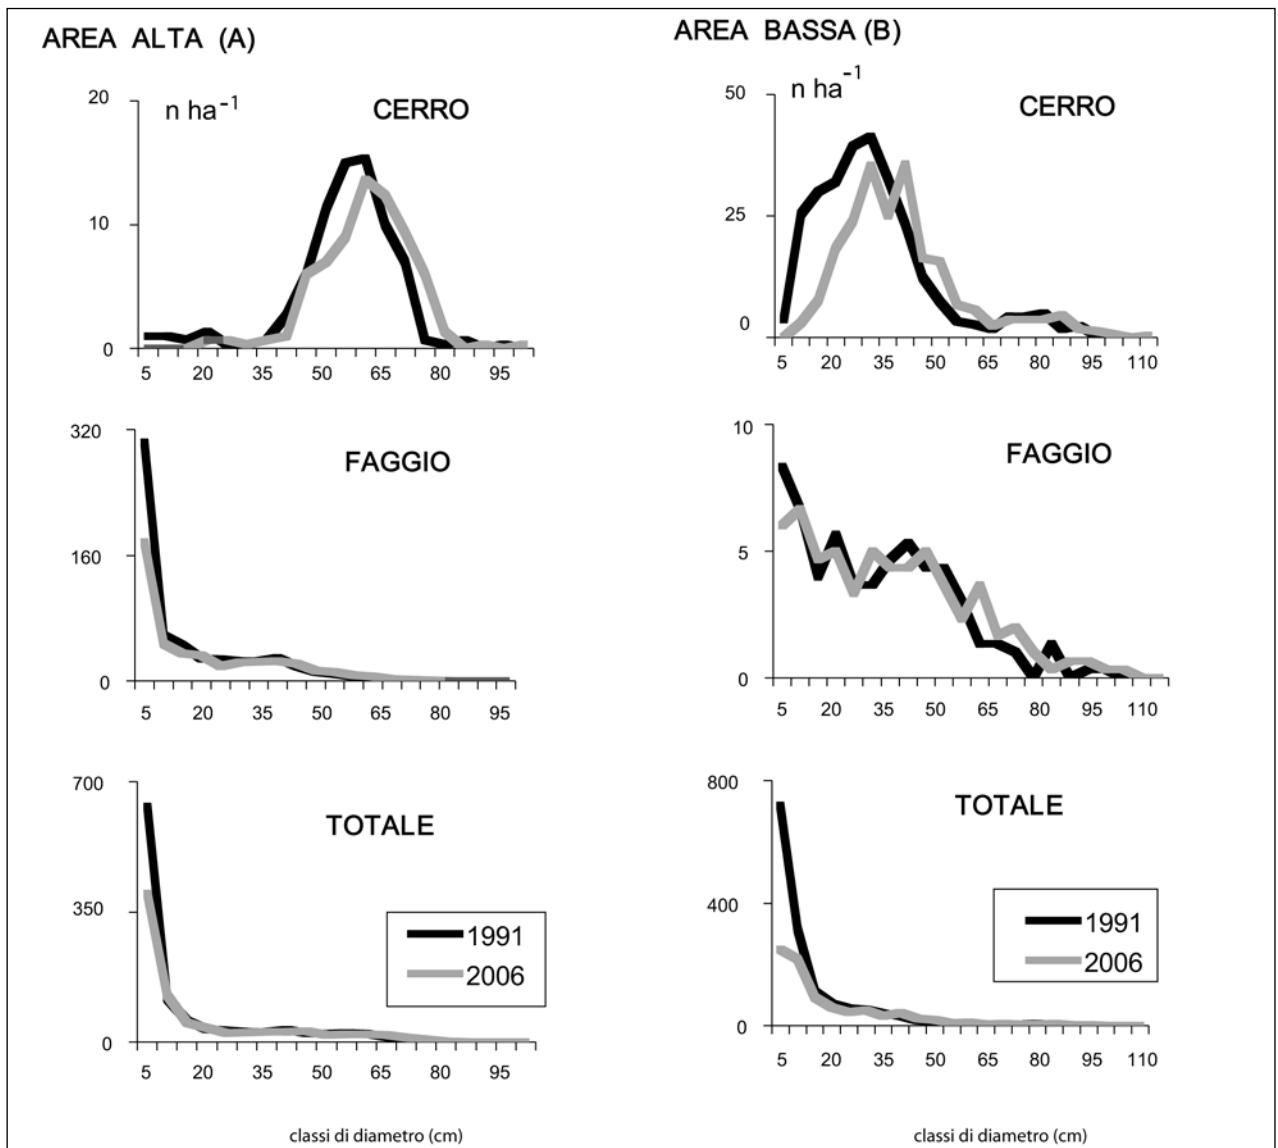 AREA ALTA (A)
20
n ha-1
CERRO
10
0
5 20 35 50 65 80 95
320
FAGGIO
160
0
5 20 35 50 65 80 95
700
TOTALE
350
1991
2006
0
5 20 35 50 65 80 95
classi di diametro (cm)
AREA BASSA (B)
50
n ha-1
CERRO
25
0
5 20 35 50 65 80 95 110
10
FAGGIO
5
0
5 20 35 50 65 80 95 110
800
TOTALE
400
1991
2006
0
5 20 35 50 65 80 95 110
classi di diametro (cm)